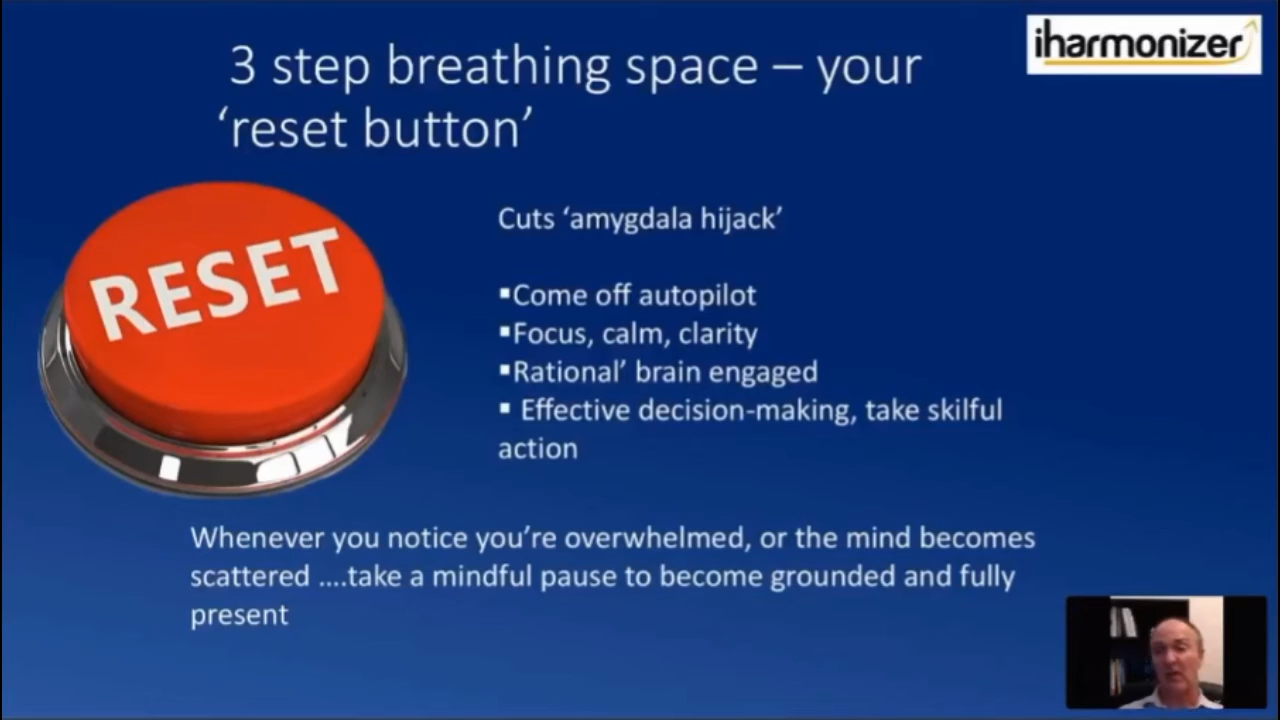 iharmonizer
3 step breathing space – your
‘reset button’
RESET
Cuts ‘amygdala hijack’
▪Come off autopilot
▪Focus, calm, clarity
▪Rational’ brain engaged
▪ Effective decision-making, take skilful
action
Whenever you notice you’re overwhelmed, or the mind becomes
scattered ....take a mindful pause to become grounded and fully
present